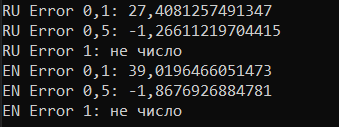 RU Error 0,1: 27,4081257491347
RU Error 0,5: -1,26611219704415
RU Error 1: не число
EN Error 0,1: 39,0196466051473
EN Error 0,5: -1,8676926884781
EN Error 1: не число